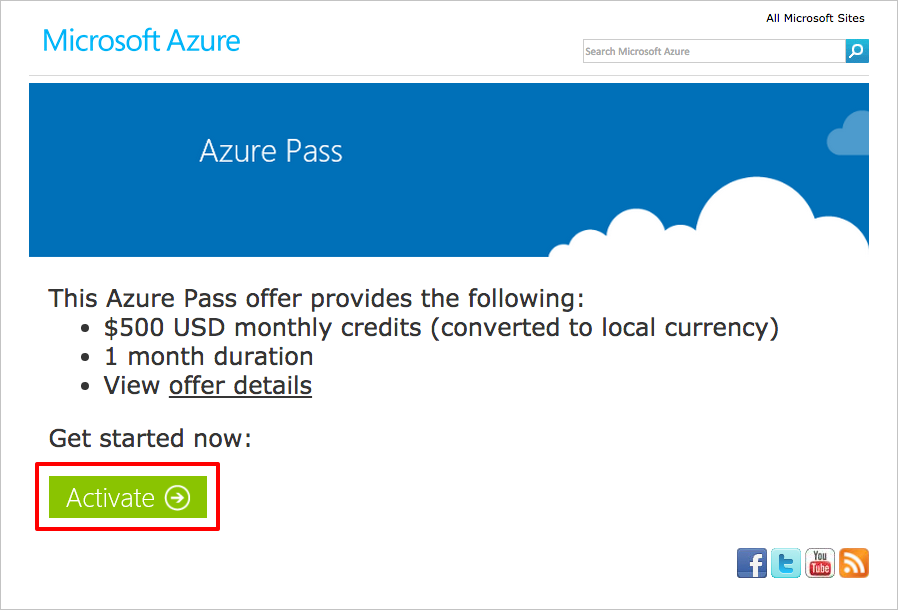 All Microsoft Sites
Microsoft Azure
Search Microsoft Azure
Azure Pass
This Azure Pass offer provides the following:
• $500 USD monthly credits (converted to local currency)
• 1 month duration
• View offer details
Get started now:
Activate
You
Tube